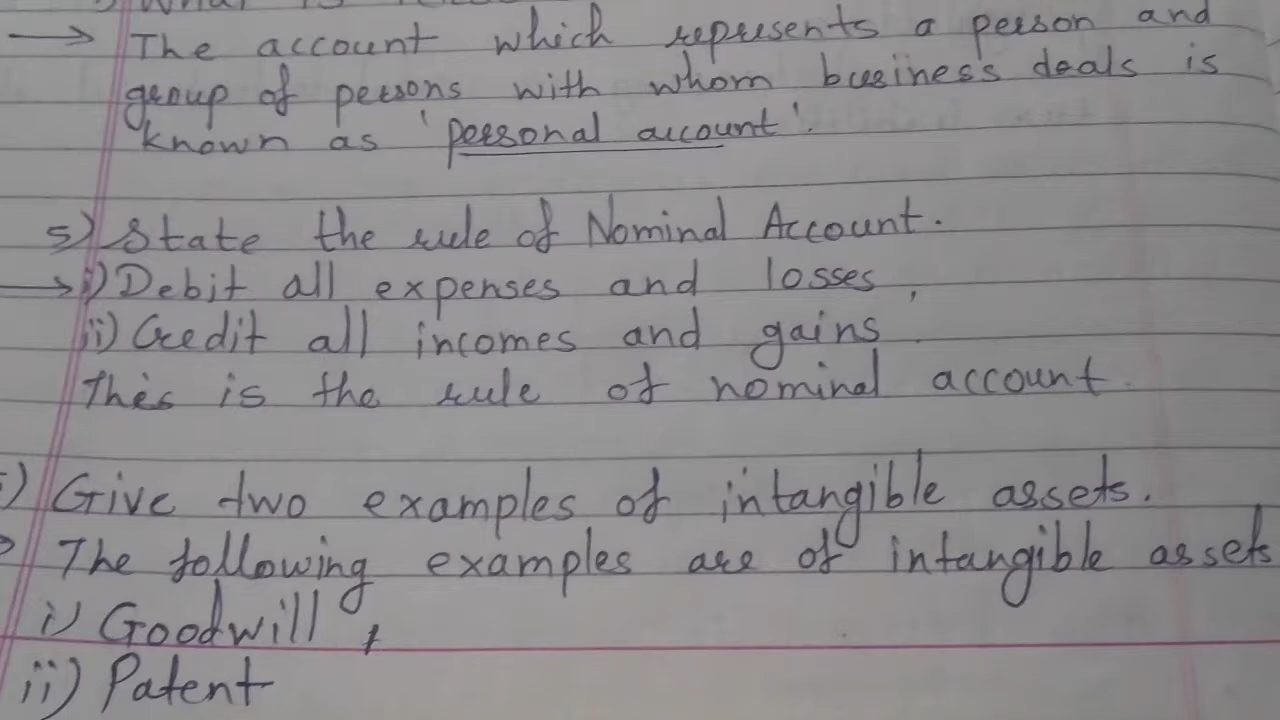 What is
→ The account which represents a person and
group of persons with whom business deals is
known as 'personal account'.
5) State the rule of Nominal Account.
→ i) Debit all expenses and losses,
ii) Credit all incomes and gains.
This is the rule of nominal account.
) Give two examples of intangible assets.
The following examples are of intangible assets
i) Goodwill,
ii) Patent